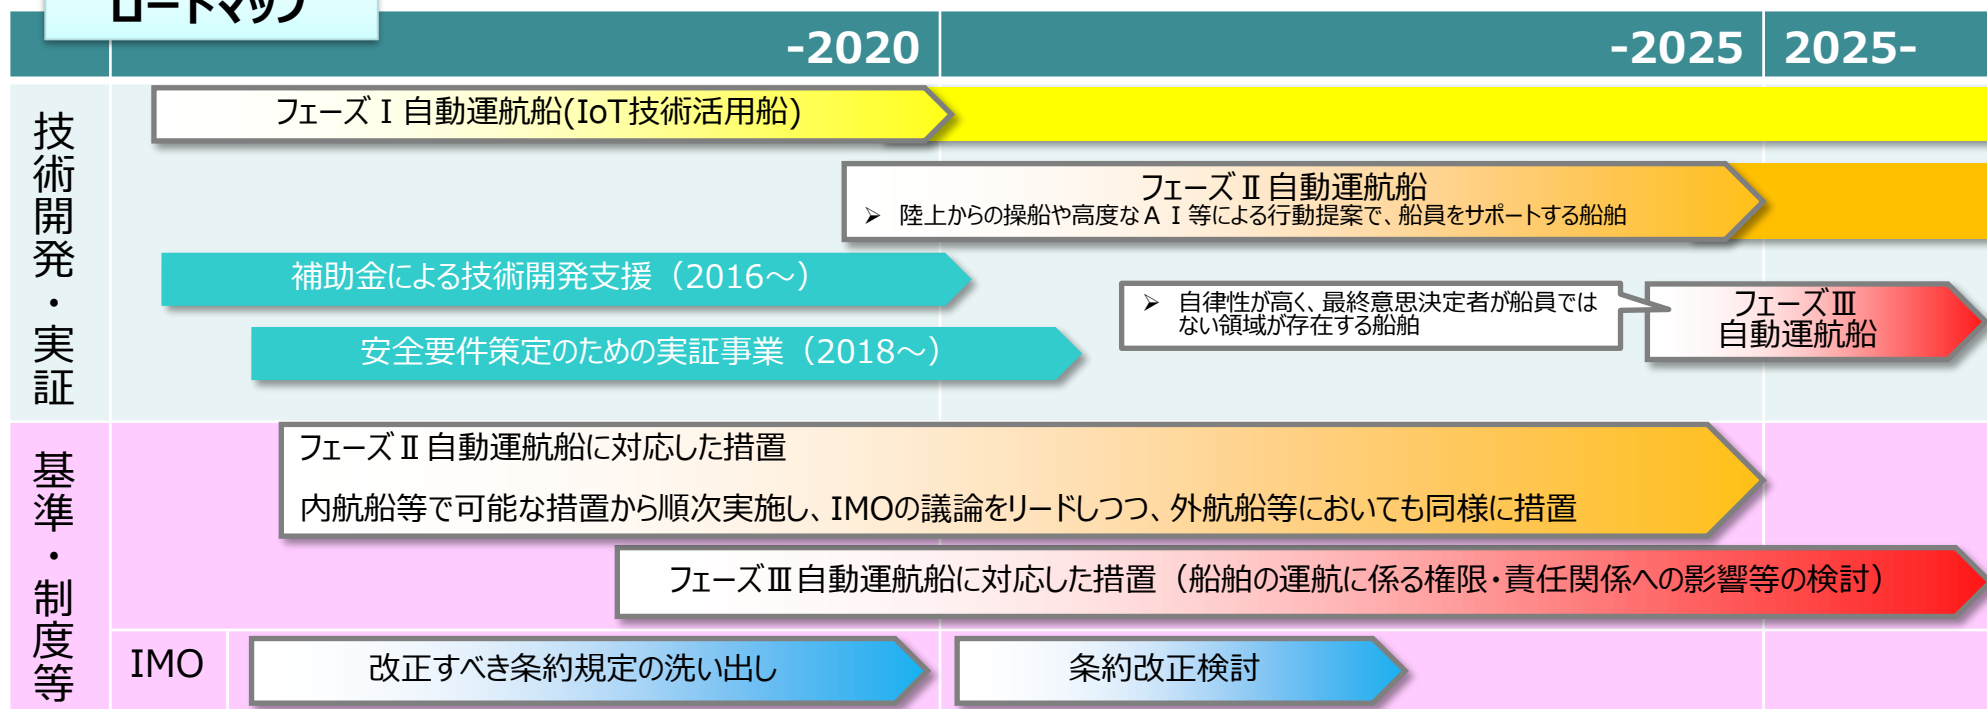 ロードマップ
-2020
-2025
2025-
技術開発・実証
フェーズⅠ自動運航船(IoT技術活用船)
フェーズⅡ自動運航船
➢ 陸上からの操船や高度なAI等による行動提案で、船員をサポートする船舶
補助金による技術開発支援（2016～）
➢ 自律性が高く、最終意思決定者が船員では
ない領域が存在する船舶
フェーズⅢ
自動運航船
安全要件策定のための実証事業（2018～）
基準・制度等
フェーズⅡ自動運航船に対応した措置
内航船等で可能な措置から順次実施し、IMOの議論をリードしつつ、外航船等においても同様に措置
フェーズⅢ自動運航船に対応した措置（船舶の運航に係る権限・責任関係への影響等の検討）
IMO
改正すべき条約規定の洗い出し
条約改正検討